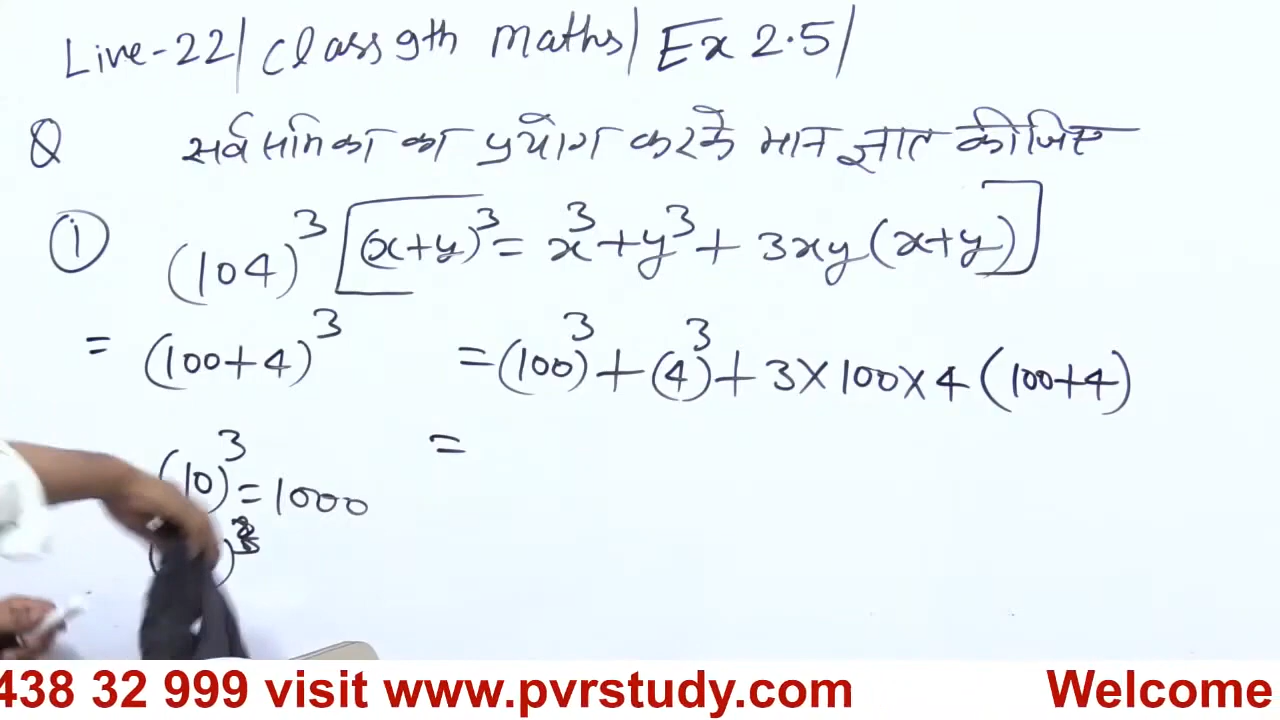 Live-22/ Class 9th maths/ Ex 2.5/
Q सर्वसमिका का प्रयोग करके मान ज्ञात कीजिए
① (104)³ [(x+y)³ = x³+y³+3xy(x+y)]
= (100+4)³ = (100)³+(4)³+3×100×4(100+4)
(10)³=1000 =
438 32 999 visit www.pvrstudy.com Welcome